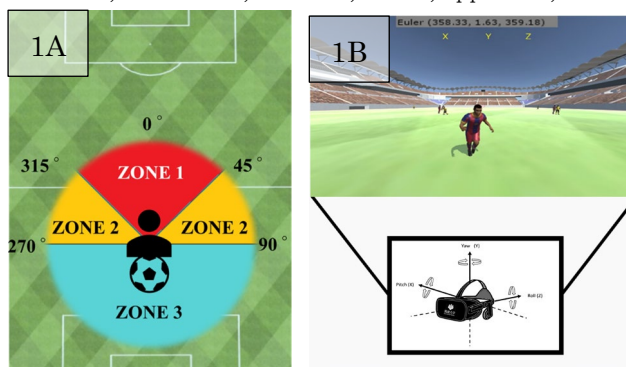 1A
0°
315°
45°
ZONE 1
ZONE 2
ZONE 2
270°
90°
ZONE 3
1B
Euler (358.33, 1.63, 359.18)
X Y Z
Yaw (Y)
Pitch (X)
Roll (Z)